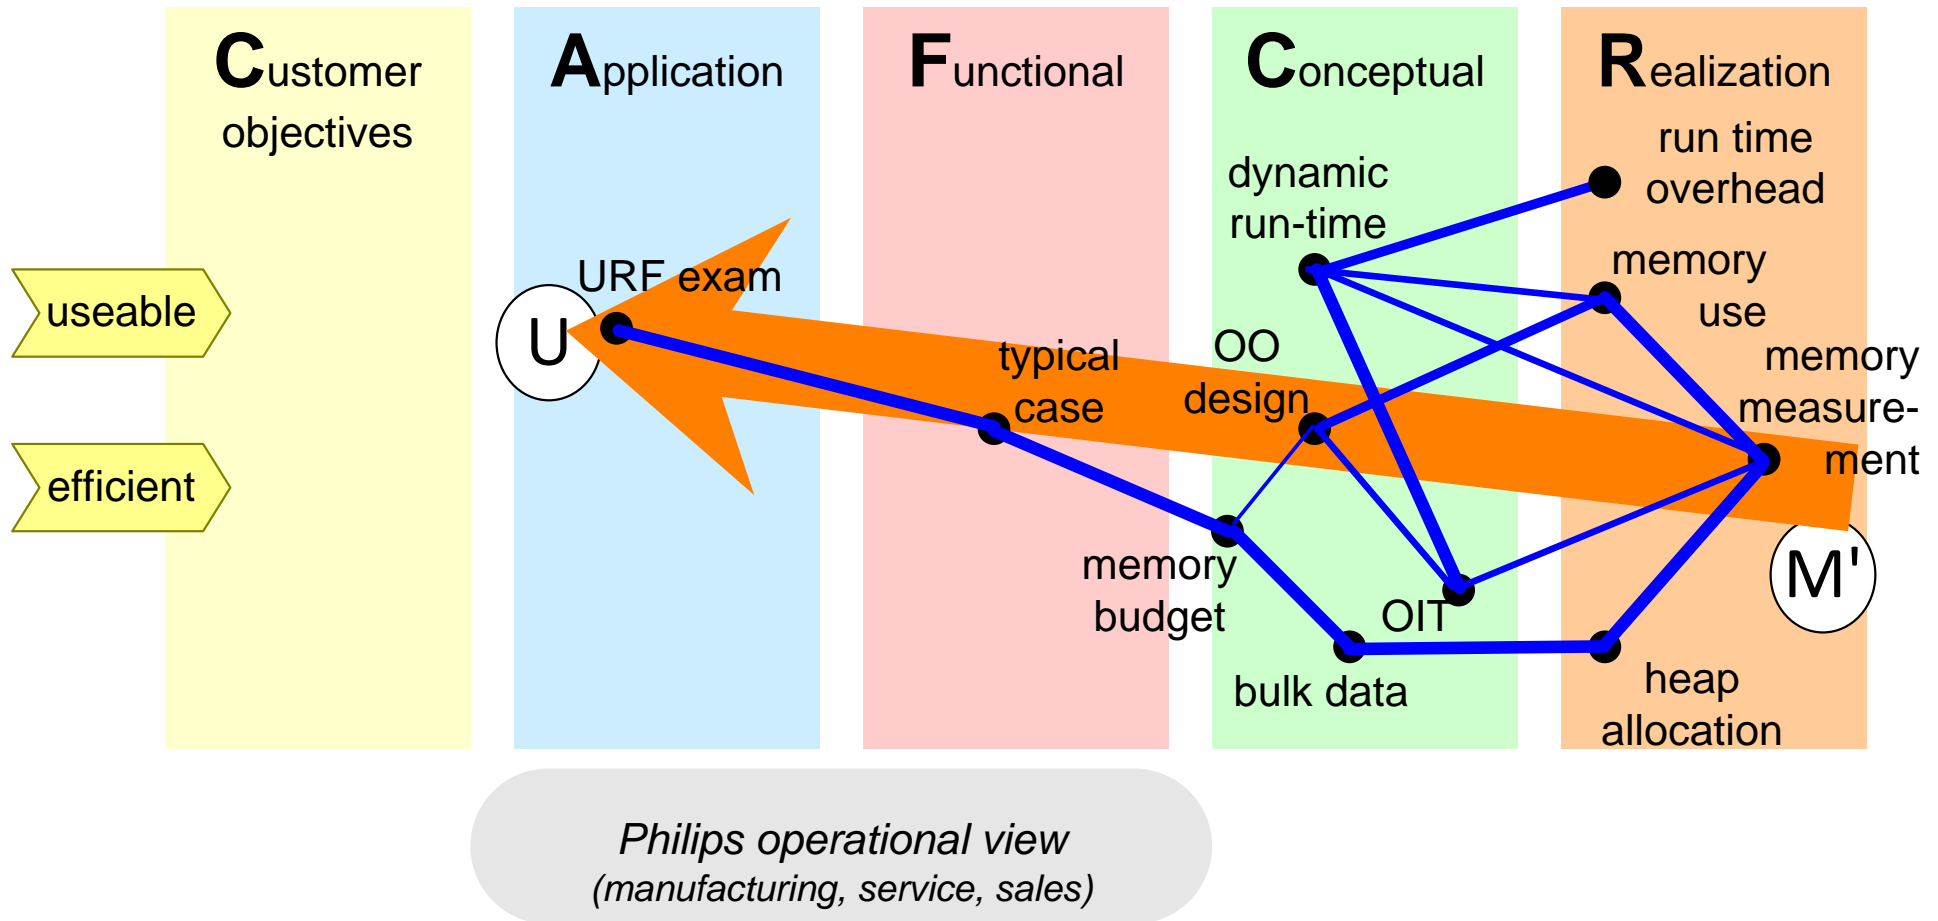 Customer
objectives
Application
Functional
Conceptual
Realization
run time
overhead
dynamic
run-time
memory
use
URF exam
useable
U
typical
case
OO
design
memory
measure-
ment
efficient
memory
budget
OIT
M'
bulk data
heap
allocation
Philips operational view
(manufacturing, service, sales)